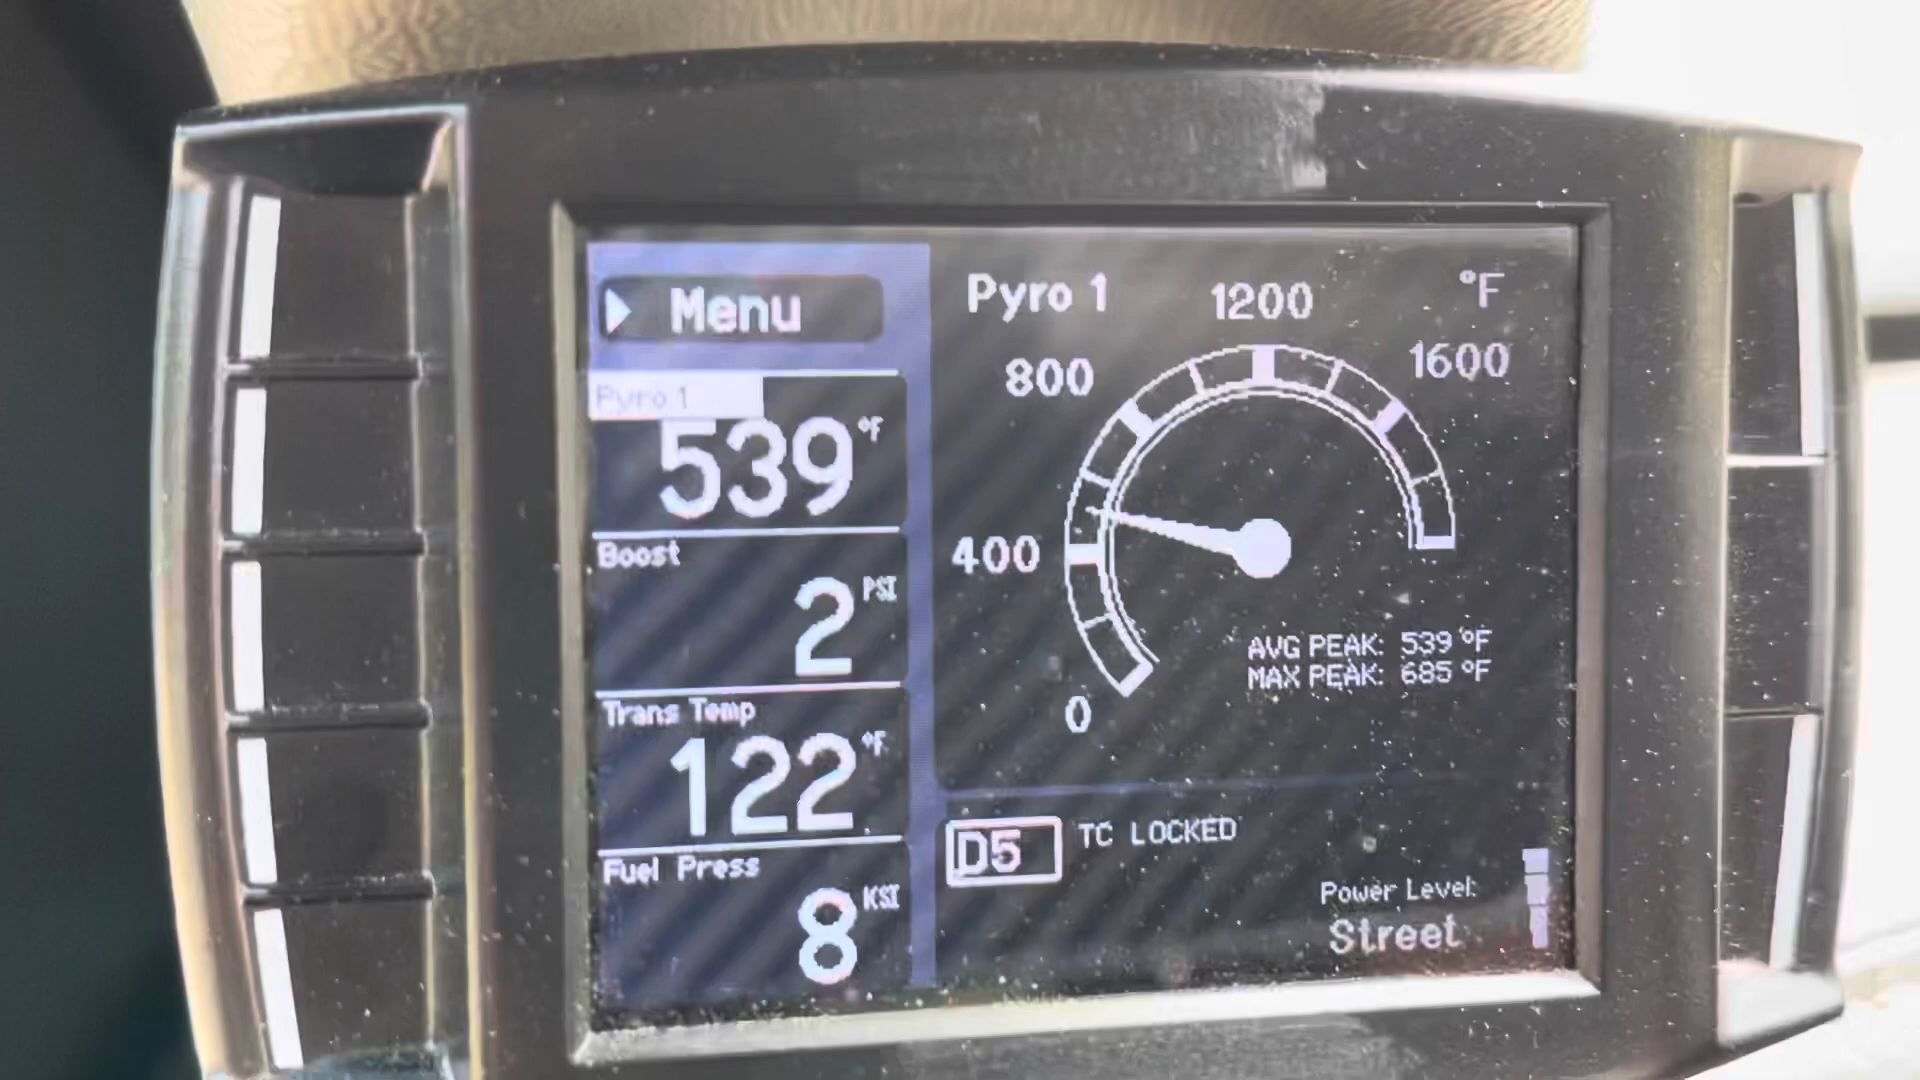 Menu
Pyro 1
539 °F
Boost
2 PSI
Trans Temp
122 °F
Fuel Press
8 KSI
Pyro 1
°F
0
400
800
1200
1600
AVG PEAK: 539 °F
MAX PEAK: 685 °F
D5 TC LOCKED
Power Level:
Street